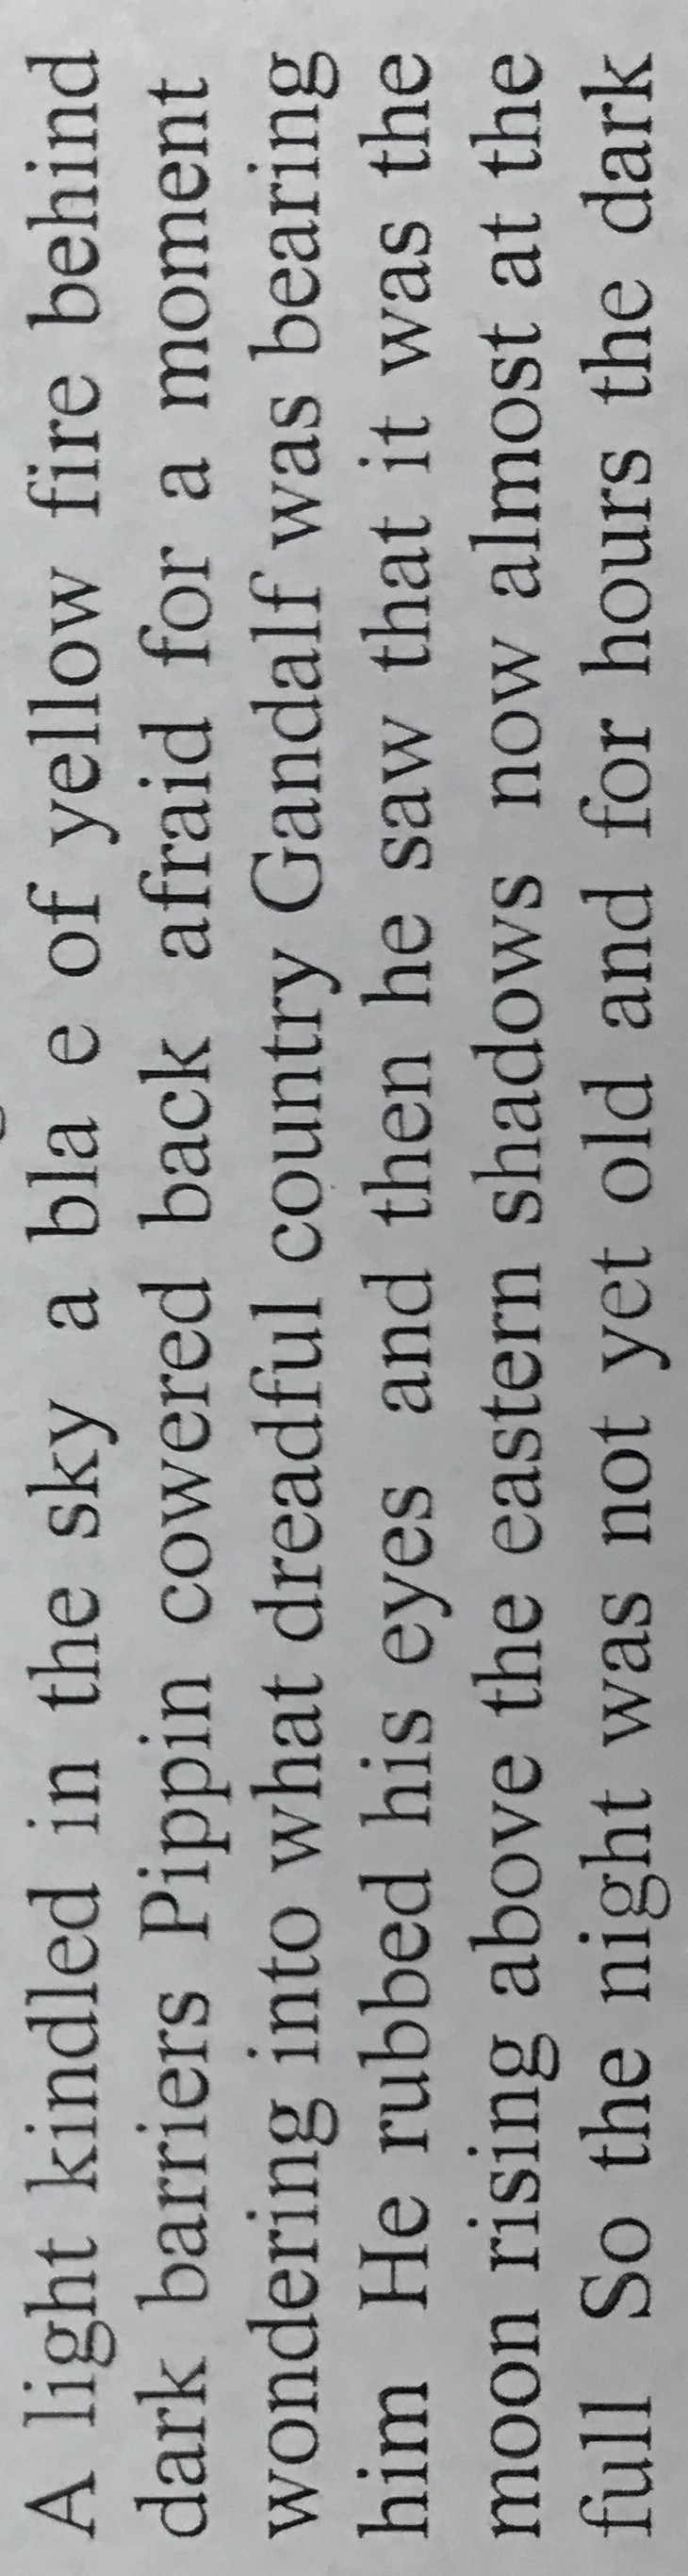 A light kindled in the sky a bla e of yellow fire behind
dark barriers Pippin cowered back afraid for a moment
wondering into what dreadful country Gandalf was bearing
him He rubbed his eyes and then he saw that it was the
moon rising above the eastern shadows now almost at the
full So the night was not yet old and for hours the dark